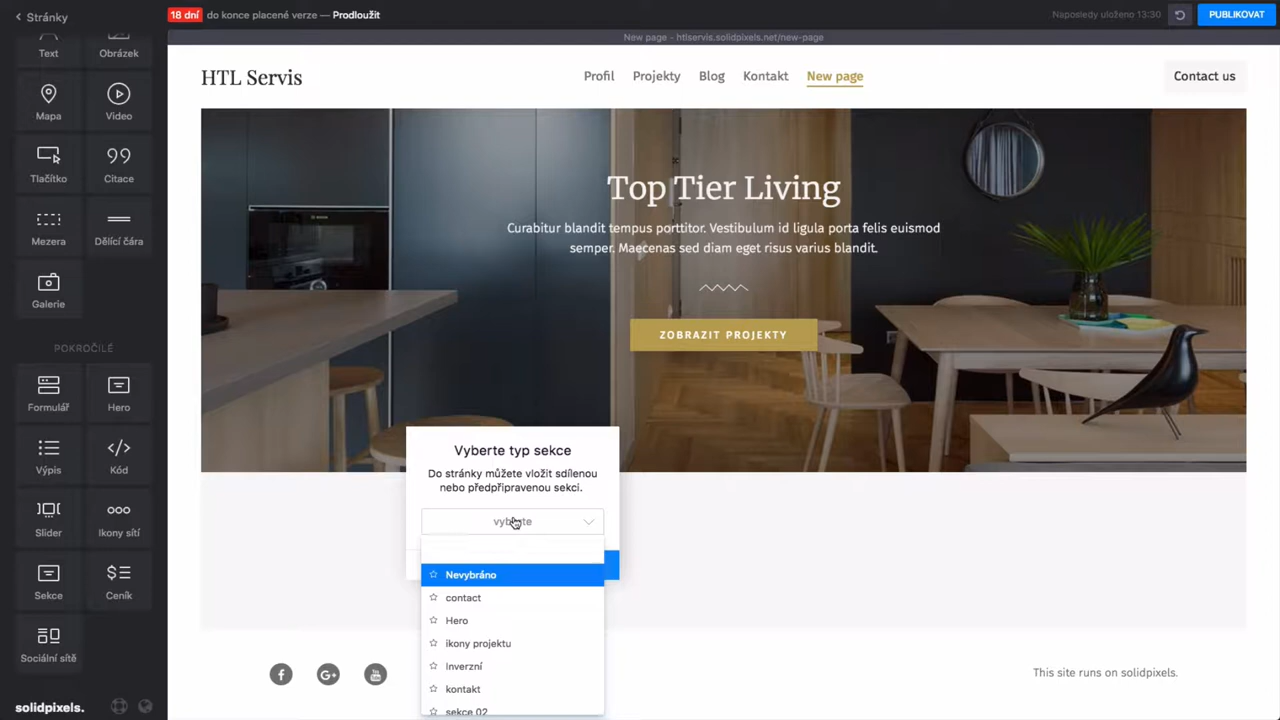 Stránky
18 dní do konce placené verze — Prodloužit
Naposledy uloženo 13:30
PUBLIKOVAT
New page - htlservis.solidpixels.net/new-page
Text
Obrázek
Mapa
Video
Tlačítko
Citace
Mezera
Dělící čára
Galerie
POKROČILÉ
Formulář
Hero
Výpis
Kód
Slider
Ikony sítí
Sekce
Ceník
Sociální sítě
solidpixels.
HTL Servis
Profil
Projekty
Blog
Kontakt
New page
Contact us
Top Tier Living
Curabitur blandit tempus porttitor. Vestibulum id ligula porta felis euismod
semper. Maecenas sed diam eget risus varius blandit.
ZOBRAZIT PROJEKTY
Vyberte typ sekce
Do stránky můžete vložit sdílenou
nebo předpřipravenou sekci.
vyberte
Nevybráno
contact
Hero
ikony projektu
Inverzní
kontakt
sekce 02
This site runs on solidpixels.